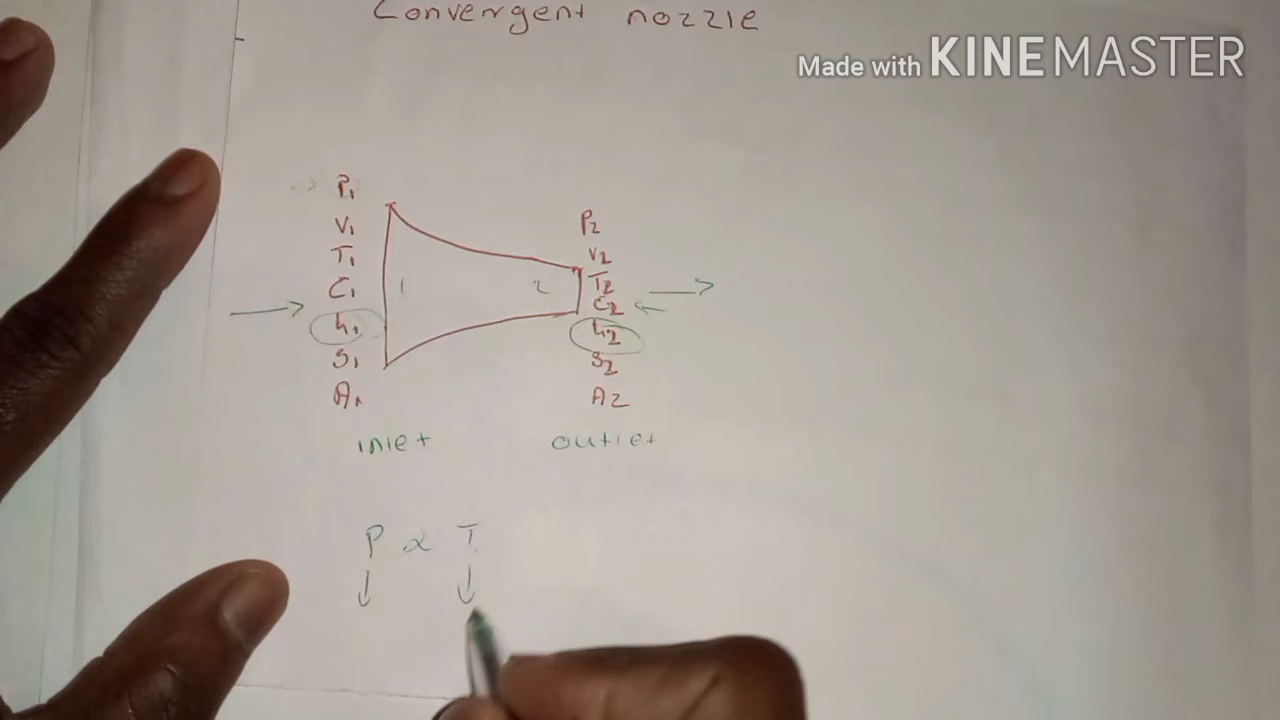 Convergent nozzle
Made with KINEMASTER
P1
V1
T1
C1
h1
S1
A1
1
2
P2
V2
T2
C2
h2
S2
A2
inlet
outlet
P ∝ T